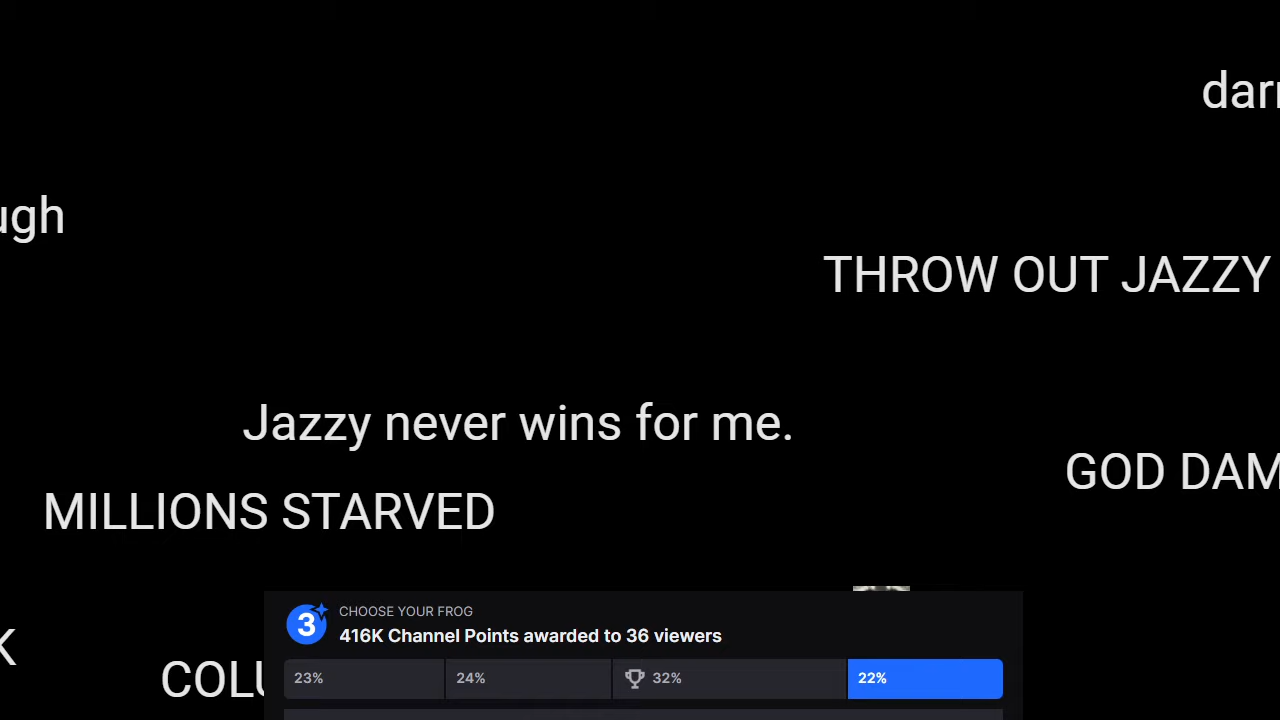 ugh
THROW OUT JAZZY
Jazzy never wins for me.
GOD DAM
MILLIONS STARVED
K
COLU
3
CHOOSE YOUR FROG
416K Channel Points awarded to 36 viewers
23% 24% 32% 22%